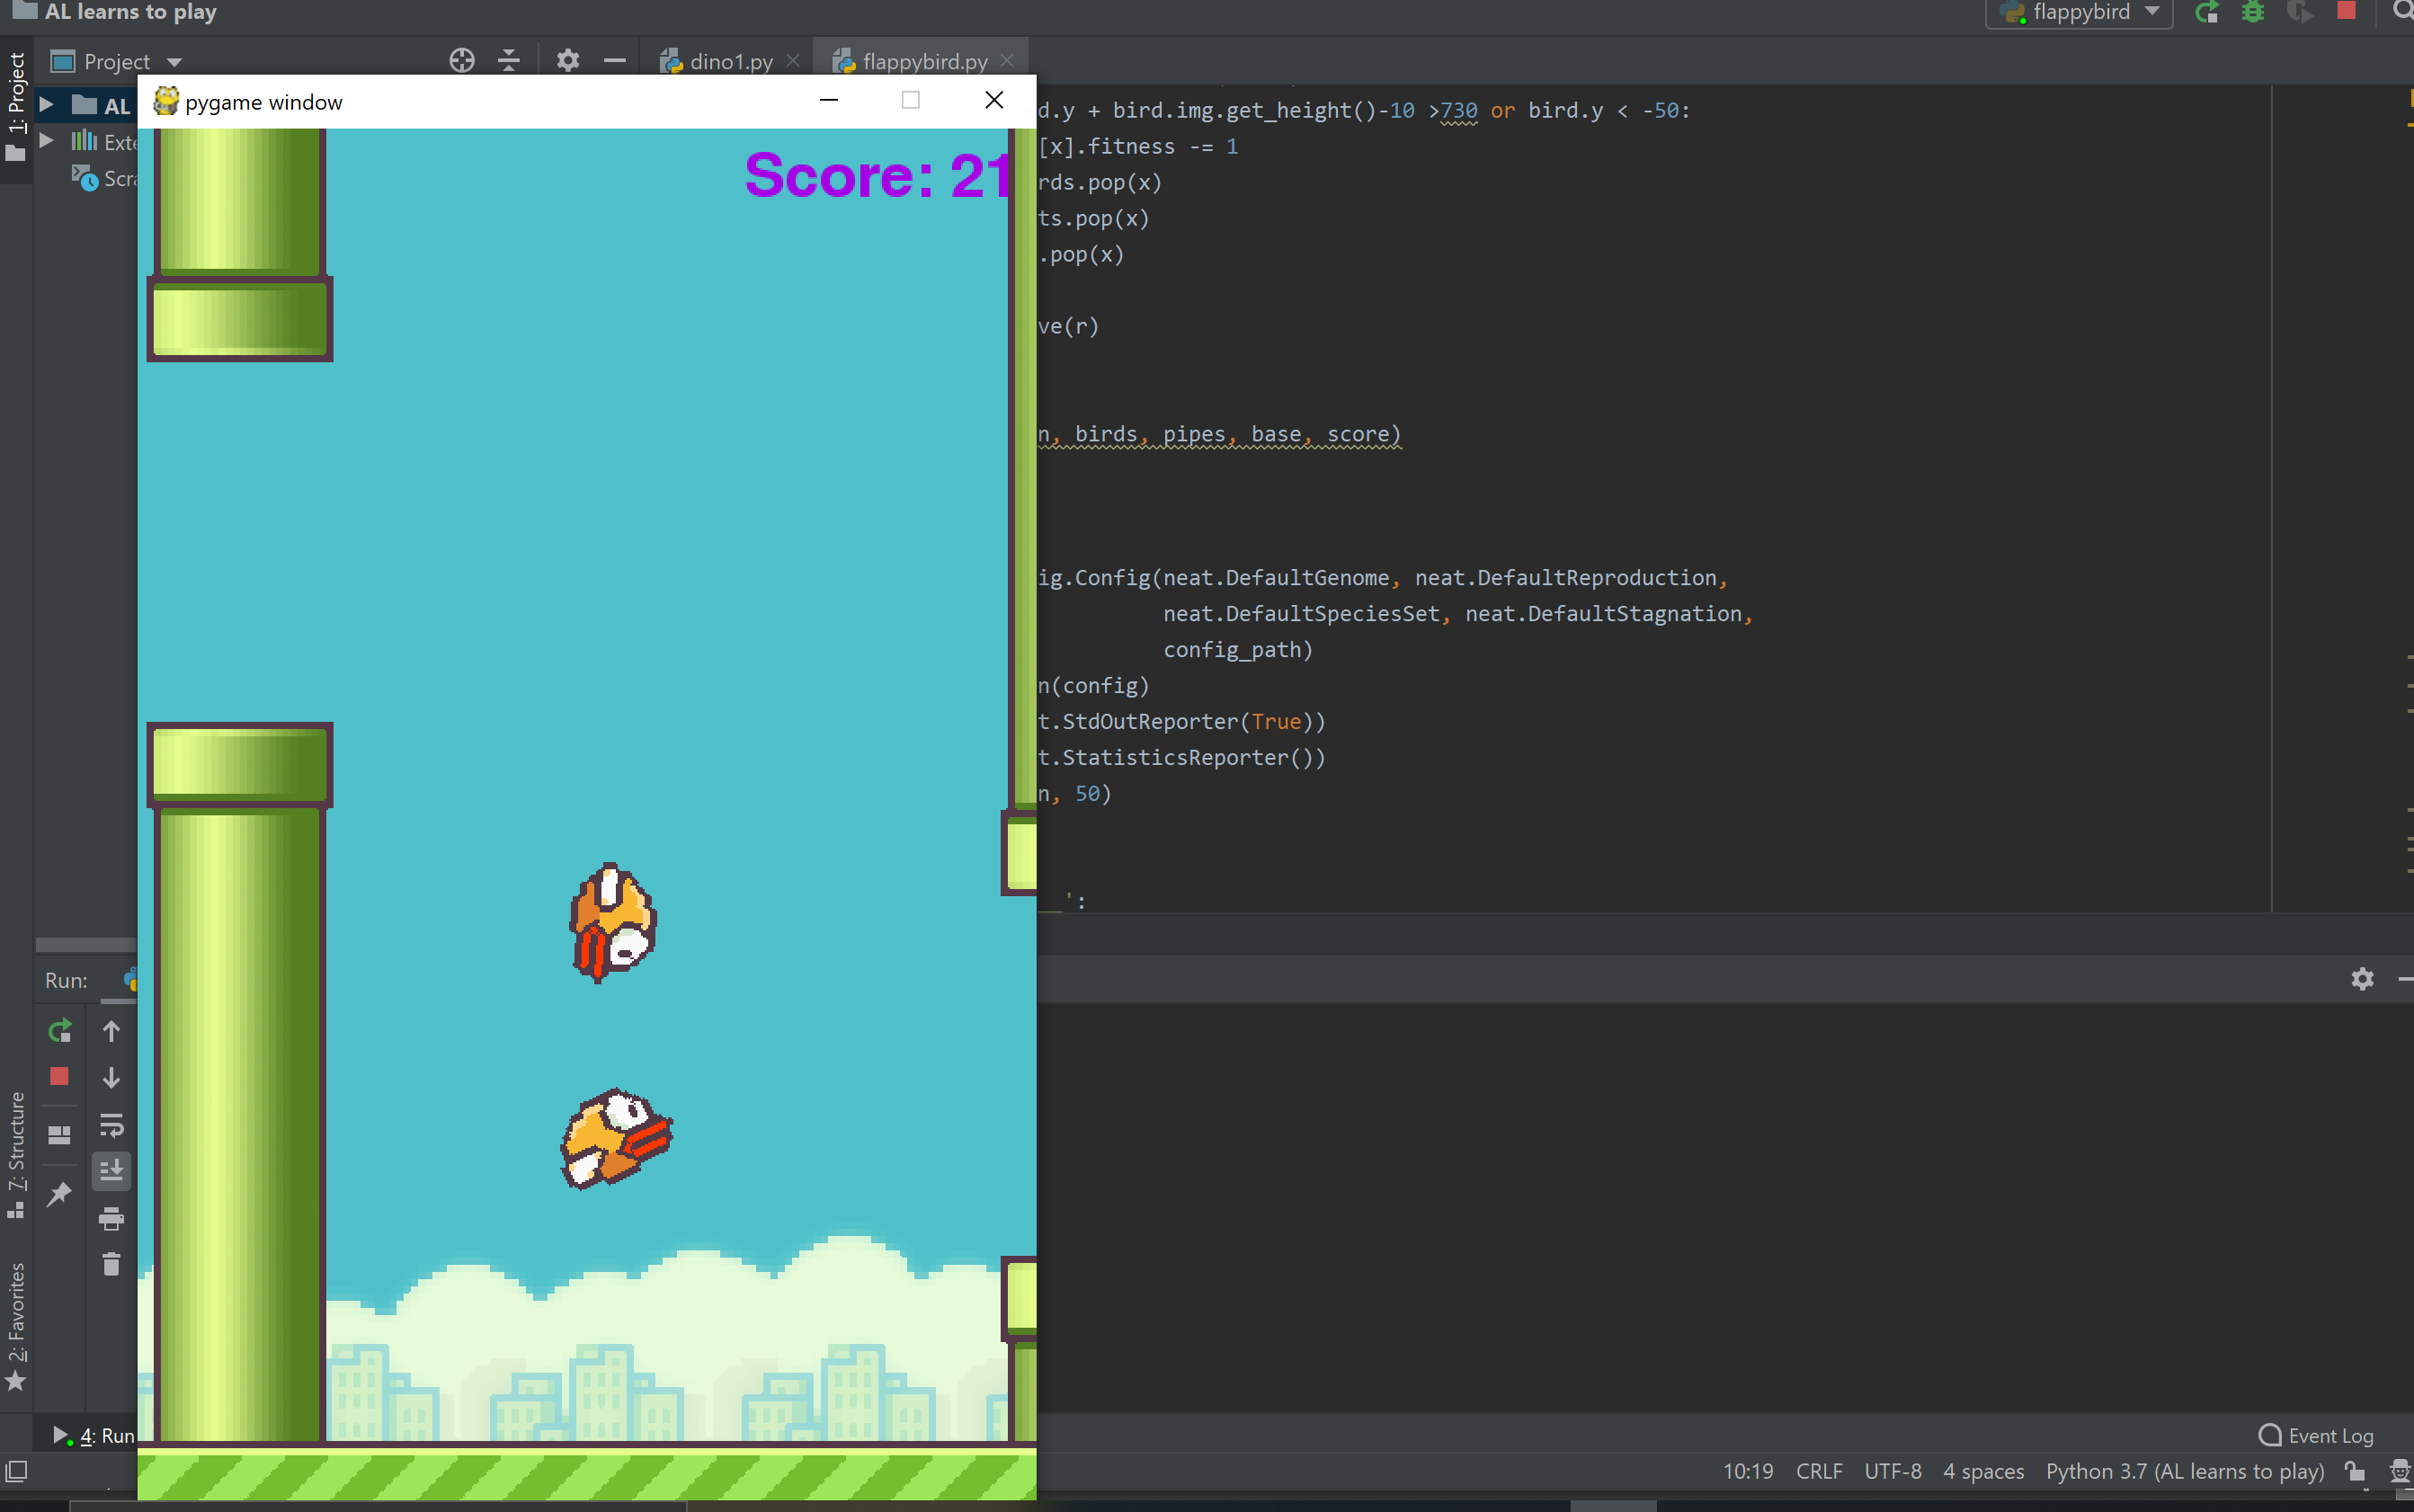 AL learns to play
flappybird
1: Project
Project
dino1.py
flappybird.py
AL
Exte
Scra
pygame window
Score: 21
d.y + bird.img.get_height()-10 >730 or bird.y < -50:
[x].fitness -= 1
rds.pop(x)
ts.pop(x)
.pop(x)
ve(r)
n, birds, pipes, base, score)
ig.Config(neat.DefaultGenome, neat.DefaultReproduction,
neat.DefaultSpeciesSet, neat.DefaultStagnation,
config_path)
n(config)
t.StdOutReporter(True))
t.StatisticsReporter())
n, 50)
__':
Run:
7: Structure
2: Favorites
4: Run
Event Log
10:19 CRLF UTF-8 4 spaces Python 3.7 (AL learns to play)